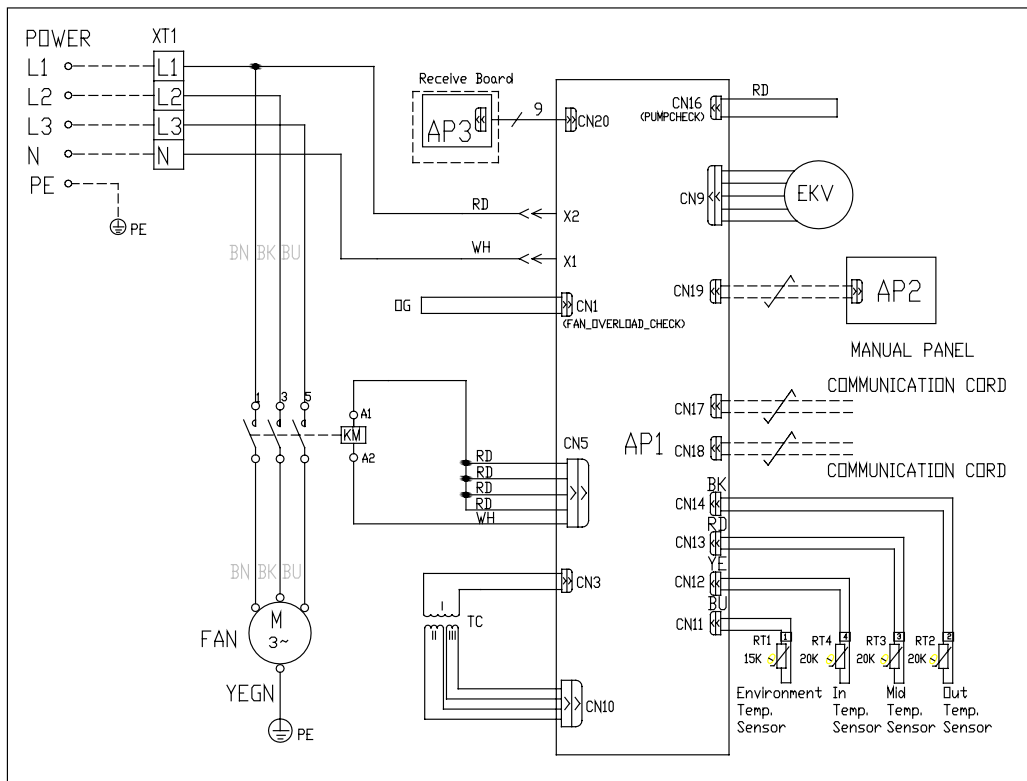 POWER
XT1
L1
L1
L2
L2
L3
L3
N
N
PE
PE
Receive Board
AP3
9
CN20
CN16
(PUMPCHECK)
RD
CN9
EKV
RD
X2
WH
X1
BN BK BU
OG
CN1
(FAN_OVERLOAD_CHECK)
CN19
AP2
MANUAL PANEL
COMMUNICATION CORD
CN17
AP1
CN18
COMMUNICATION CORD
1
3
5
A1
KM
A2
CN5
RD
RD
RD
RD
WH
BK
CN14
RD
CN13
YE
CN12
BU
CN11
BN BK BU
CN3
I
II
III
TC
CN10
M
3~
FAN
YEGN
PE
RT1
1
RT4
4
RT3
3
RT2
2
15K
20K
20K
20K
Environment
Temp.
Sensor
In
Temp.
Sensor
Mid
Temp.
Sensor
Out
Temp.
Sensor